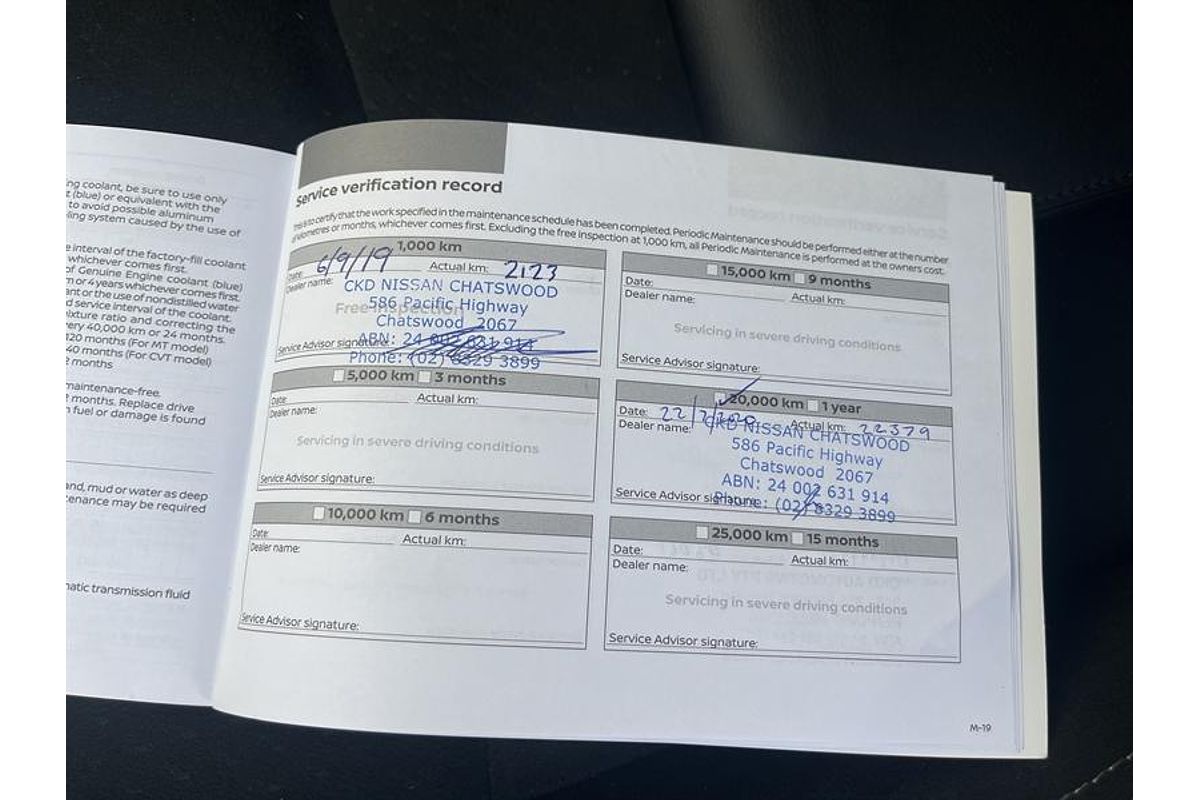 ng coolant, be sure to use only
t (blue) or equivalent with the
to avoid possible aluminum
ling system caused by the use of
e interval of the factory-fill coolant
whichever comes first.
of Genuine Engine coolant (blue)
m or 4 years whichever comes first.
ant or the use of nondistilled water
d service interval of the coolant.
ixture ratio and correcting the
ery 40,000 km or 24 months.
120 months (For MT model)
40 months (For CVT model)
2 months
maintenance-free.
2 months. Replace drive
n fuel or damage is found
and, mud or water as deep
tenance may be required
matic transmission fluid
Service verification record
This is to certify that the work specified in the maintenance schedule has been completed. Periodic Maintenance should be performed either at the number
of kilometres or months, whichever comes first. Excluding the free inspection at 1,000 km, all Periodic Maintenance is performed at the owners cost.
1,000 km
Date: 6/9/19 Actual km: 2123
Dealer name: CKD NISSAN CHATSWOOD
586 Pacific Highway
Free Inspection
Chatswood 2067
ABN: 24 002 631 914
Service Advisor signature:
Phone: (02) 8329 3899
5,000 km 3 months
Date: Actual km:
Dealer name:
Servicing in severe driving conditions
Service Advisor signature:
10,000 km 6 months
Date: Actual km:
Dealer name:
Service Advisor signature:
15,000 km 9 months
Date: Actual km:
Dealer name:
Servicing in severe driving conditions
Service Advisor signature:
20,000 km 1 year
Date: 22/7/2020 Actual km: 22379
Dealer name: CKD NISSAN CHATSWOOD
586 Pacific Highway
Chatswood 2067
ABN: 24 002 631 914
Service Advisor signature:
Phone: (02) 8329 3899
25,000 km 15 months
Date: Actual km:
Dealer name:
Servicing in severe driving conditions
Service Advisor signature:
M-19